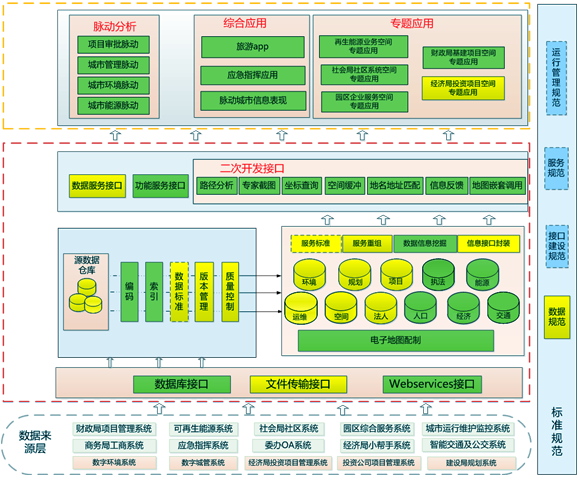 脉动分析
项目审批脉动
城市管理脉动
城市环境脉动
城市能源脉动
综合应用
旅游app
应急指挥应用
脉动城市信息表现
专题应用
再生能源业务空间
专题应用
社会局社区系统空间
专题应用
园区企业服务空间
专题应用
财政局基建项目空间
专题应用
经济局投资项目空间
专题应用
数据服务接口
功能服务接口
二次开发接口
路径分析
专家截图
坐标查询
空间缓冲
地名地址匹配
信息反馈
地图嵌套调用
源数据
仓库
编码
索引
数据标准
版本管理
质量控制
服务标准
服务重组
数据信息挖掘
信息接口封装
环境
规划
项目
执法
能源
运维
空间
法人
人口
经济
交通
电子地图配制
数据库接口
文件传输接口
Webservices接口
数据来
源层
财政局项目管理系统
可再生能源系统
社会局社区系统
园区综合服务系统
城市运行维护监控系统
商务局工商系统
应急指挥系统
委办OA系统
经济局小帮手系统
智能交通及公交系统
数字环境系统
数字城管系统
经济局投资项目管理系统
投资公司项目管理系统
建设局规划系统
运行
管理
规范
服务
规范
接口
建设
规范
数据
规范
标准规范